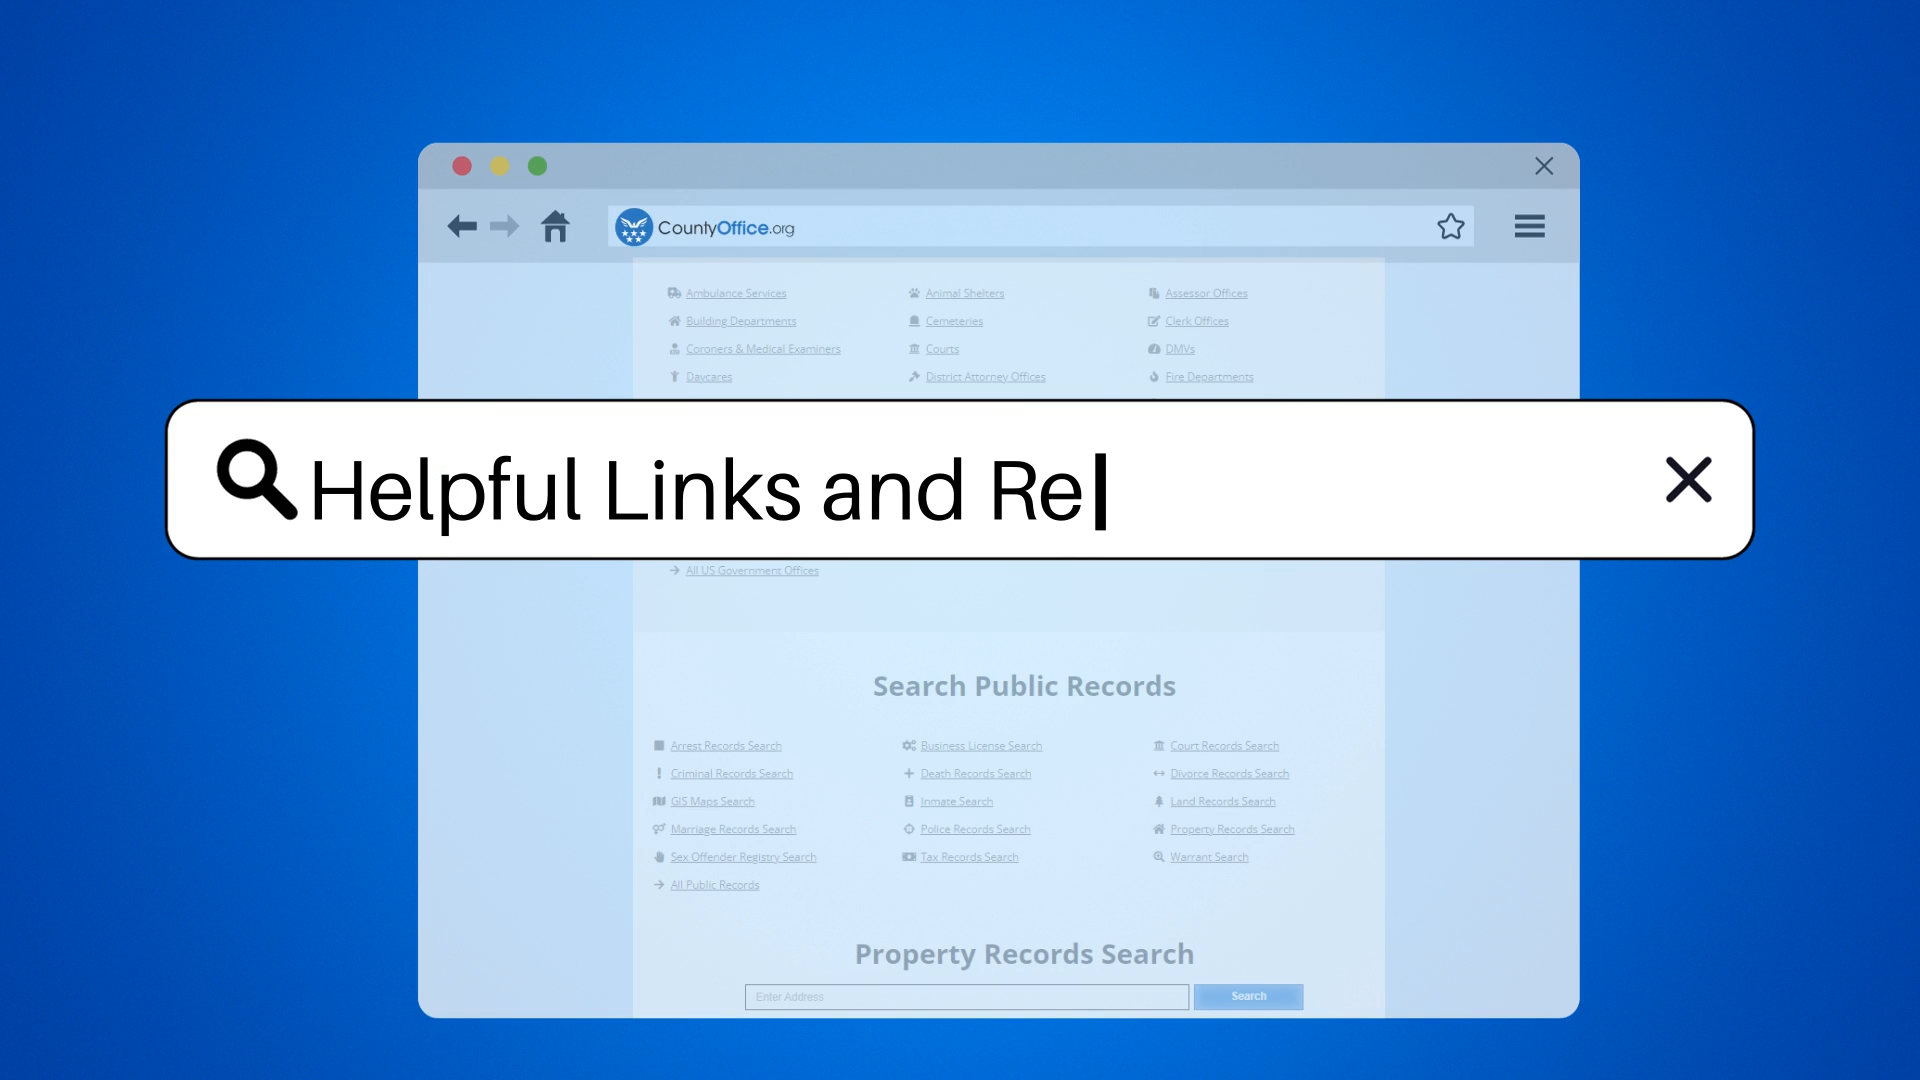 CountyOffice.org
Ambulance Services Animal Shelters Assessor Offices
Building Departments Cemeteries Clerk Offices
Coroners & Medical Examiners Courts DMVs
Daycares District Attorney Offices Fire Departments
Helpful Links and Re
All US Government Offices
Search Public Records
Arrest Records Search Business License Search Court Records Search
Criminal Records Search Death Records Search Divorce Records Search
GIS Maps Search Inmate Search Land Records Search
Marriage Records Search Police Records Search Property Records Search
Sex Offender Registry Search Tax Records Search Warrant Search
All Public Records
Property Records Search
Enter Address Search